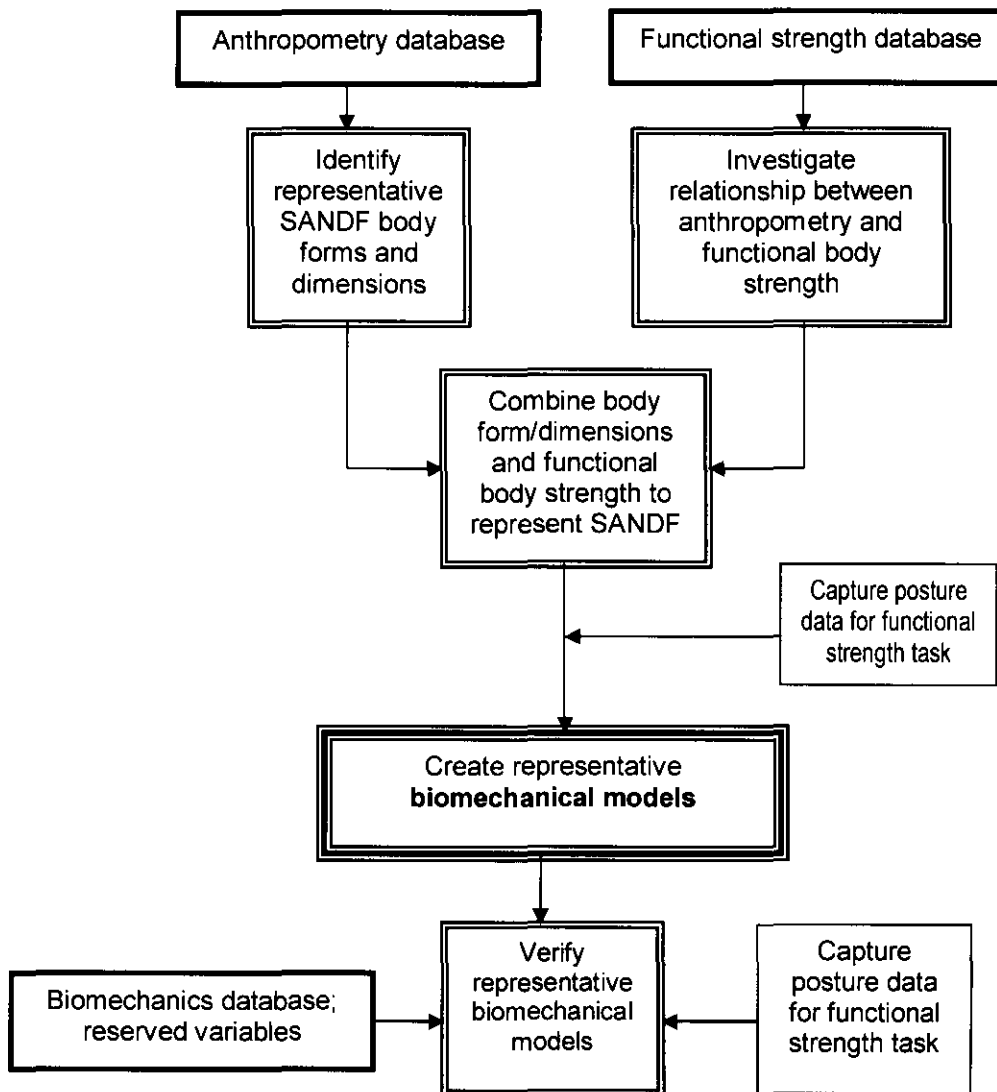 Anthropometry database
Functional strength database
Identify
representative
SANDF body
forms and
dimensions
Investigate
relationship between
anthropometry and
functional body
strength
Combine body
form/dimensions
and functional
body strength to
represent SANDF
Capture posture
data for functional
strength task
Create representative
biomechanical models
Verify
representative
biomechanical
models
Biomechanics database;
reserved variables
Capture
posture data
for functional
strength task